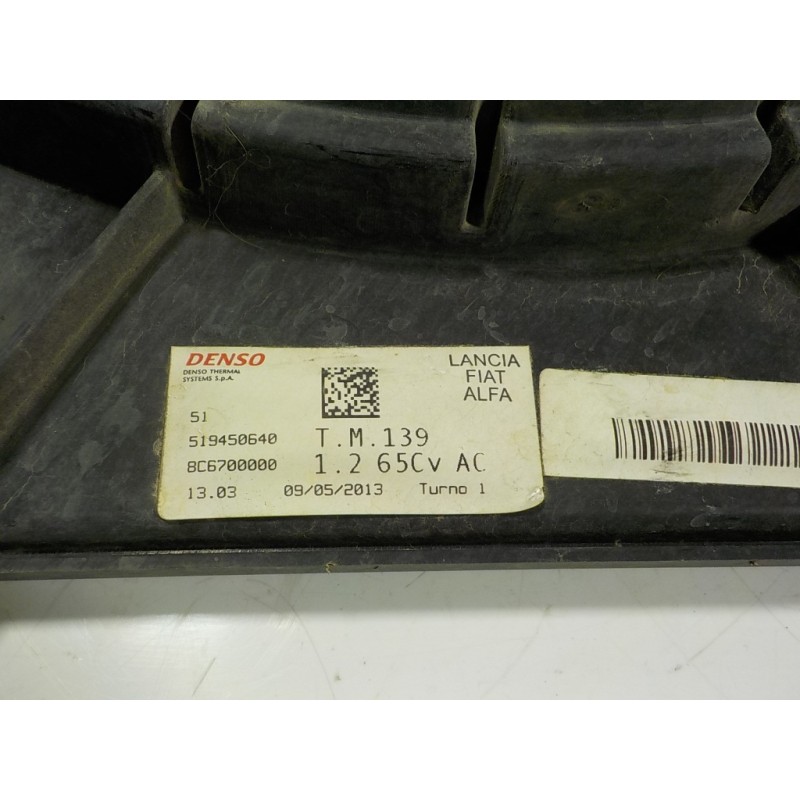 DENSO
DENSO THERMAL
SYSTEMS S.p.A.
LANCIA
FIAT
ALFA
51
519450640 T.M.139
8C6700000 1.2 65Cv AC
13.03 09/05/2013 Turno 1